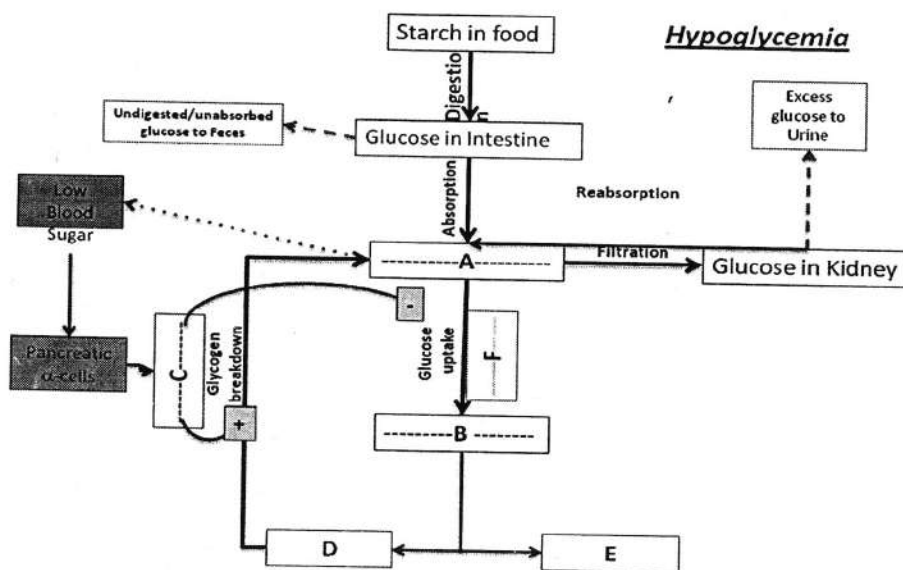 Starch in food
Hypoglycemia
Digestion
Undigested/unabsorbed
glucose to Feces
Glucose in Intestine
Excess
glucose to
Urine
Absorption
Reabsorption
Low
Blood
Sugar
A
Filtration
Glucose in Kidney
-
Pancreatic
α-cells
C
Glycogen
breakdown
Glucose
uptake
F
+
B
D
E